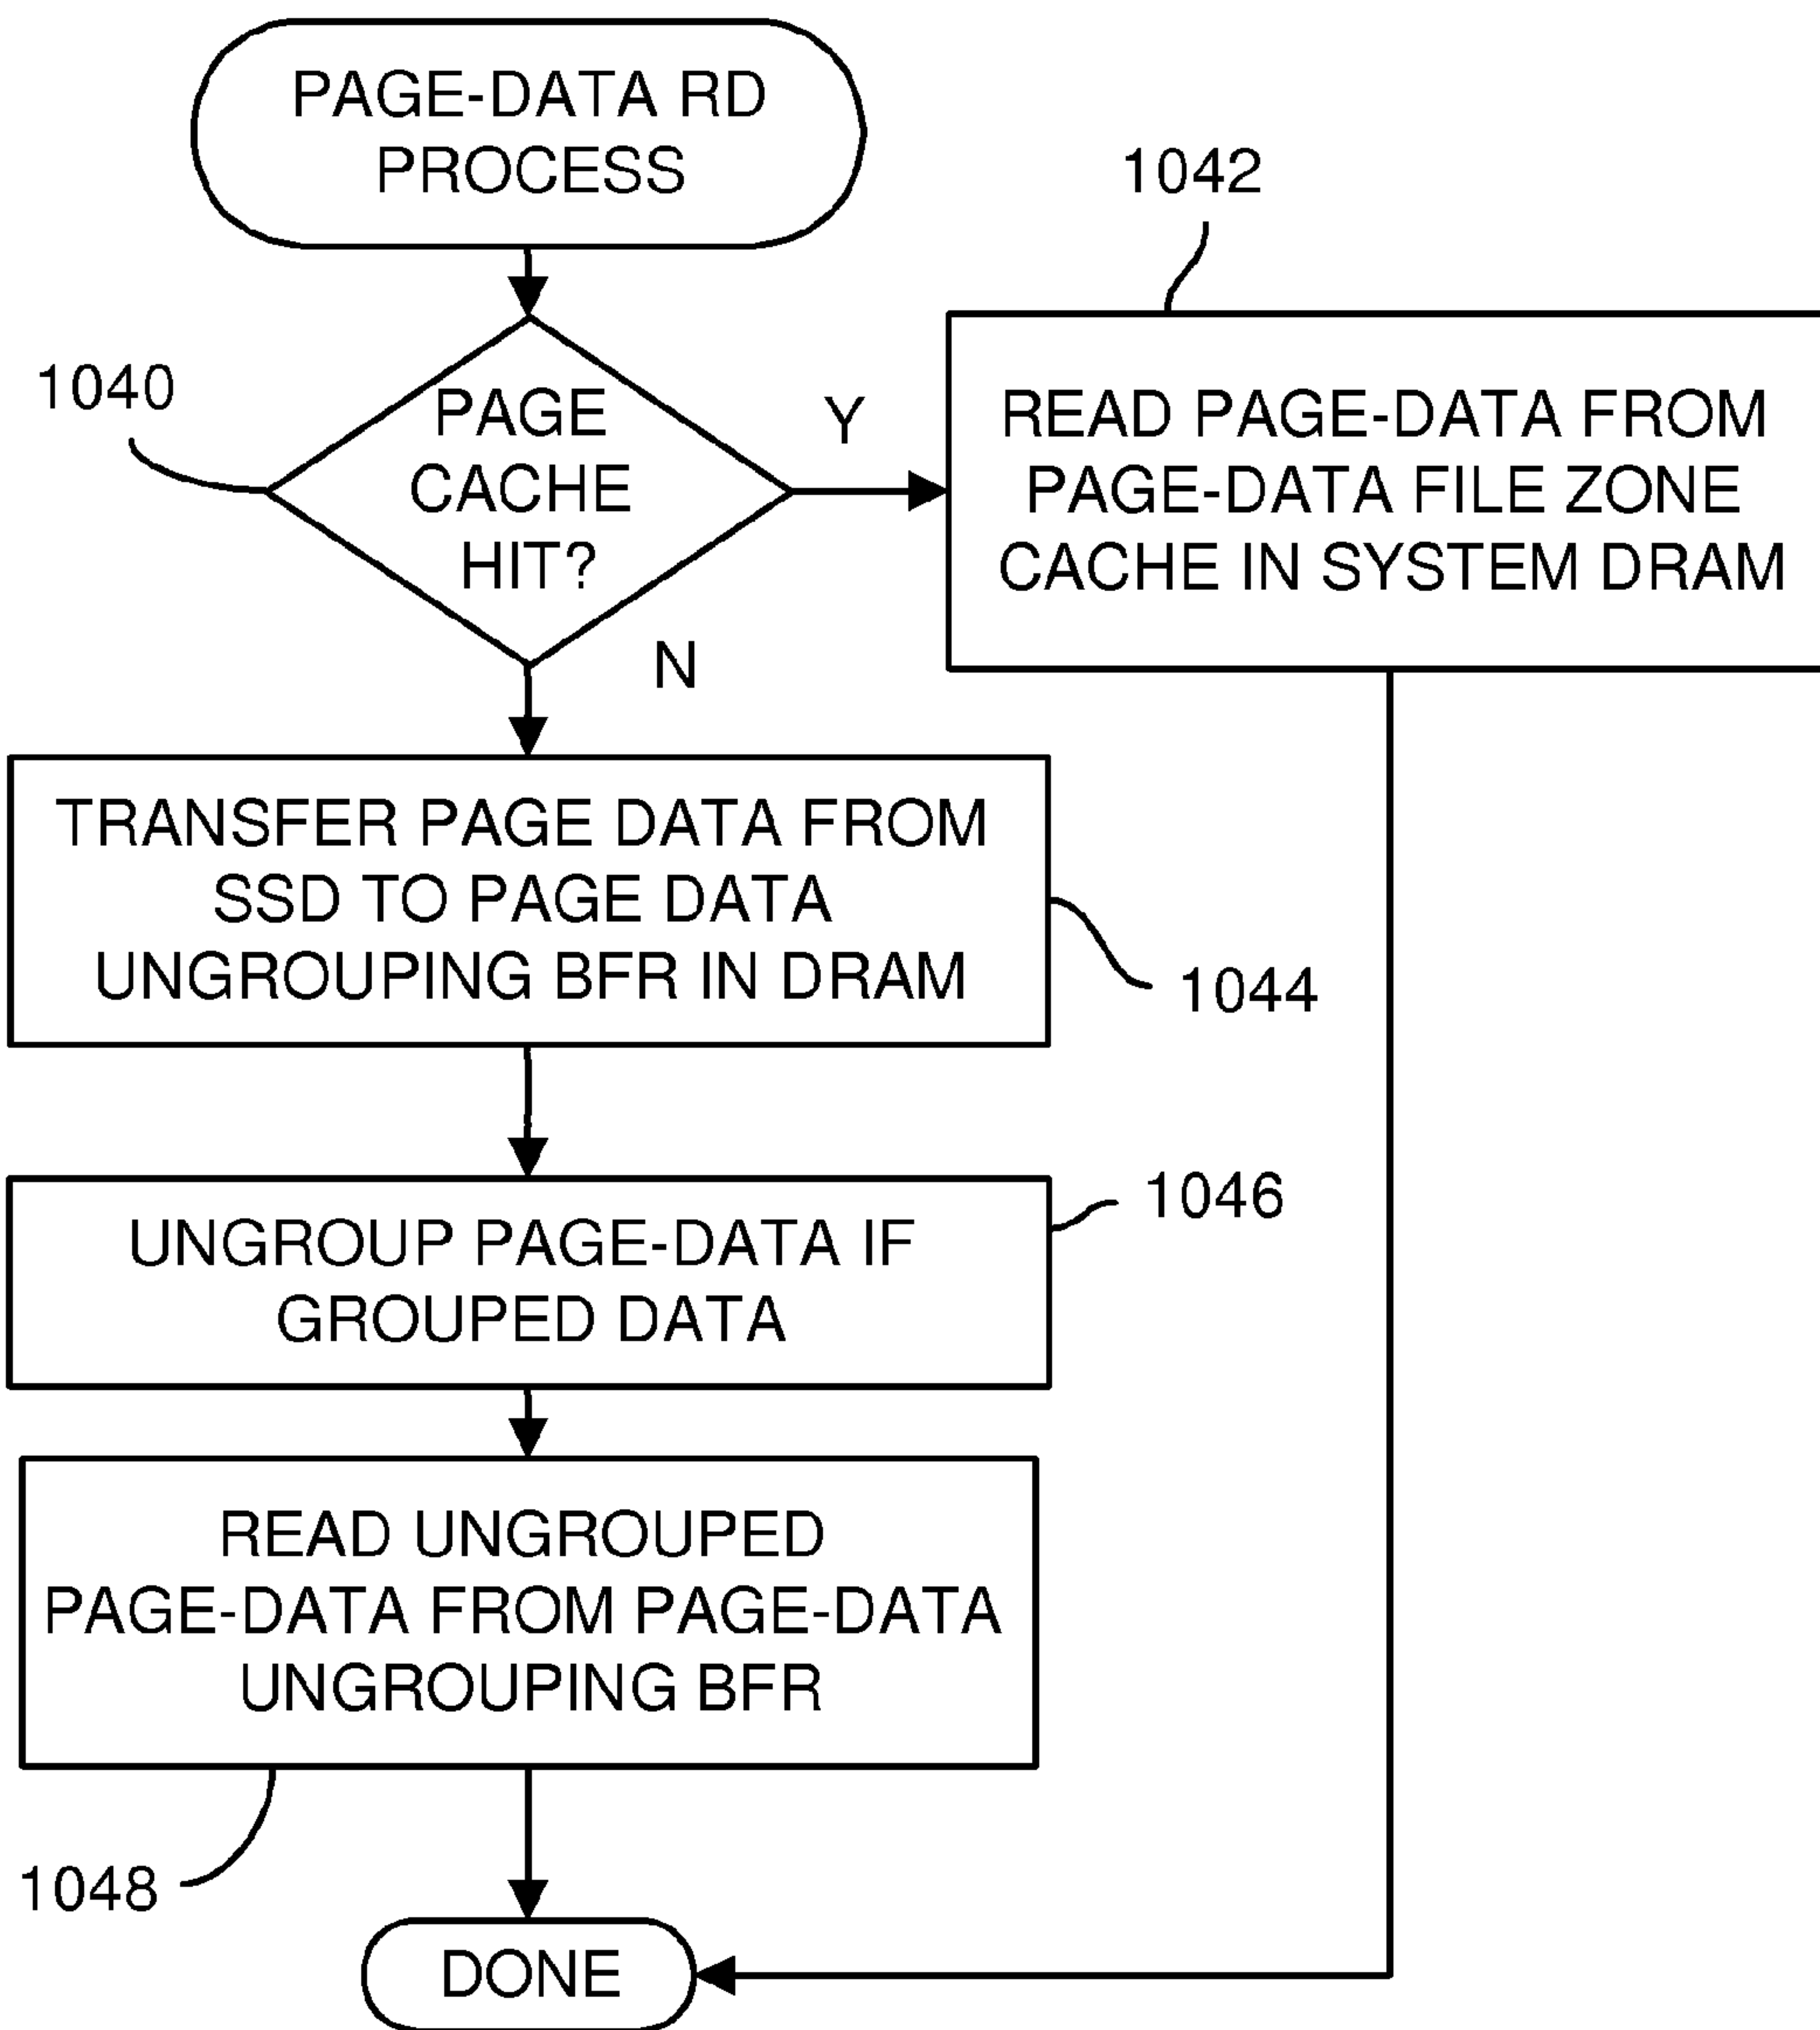 PAGE-DATA RD
PROCESS
1040
PAGE
CACHE
HIT?
Y
N
1042
READ PAGE-DATA FROM
PAGE-DATA FILE ZONE
CACHE IN SYSTEM DRAM
TRANSFER PAGE DATA FROM
SSD TO PAGE DATA
UNGROUPING BFR IN DRAM
1044
UNGROUP PAGE-DATA IF
GROUPED DATA
1046
READ UNGROUPED
PAGE-DATA FROM PAGE-DATA
UNGROUPING BFR
1048
DONE